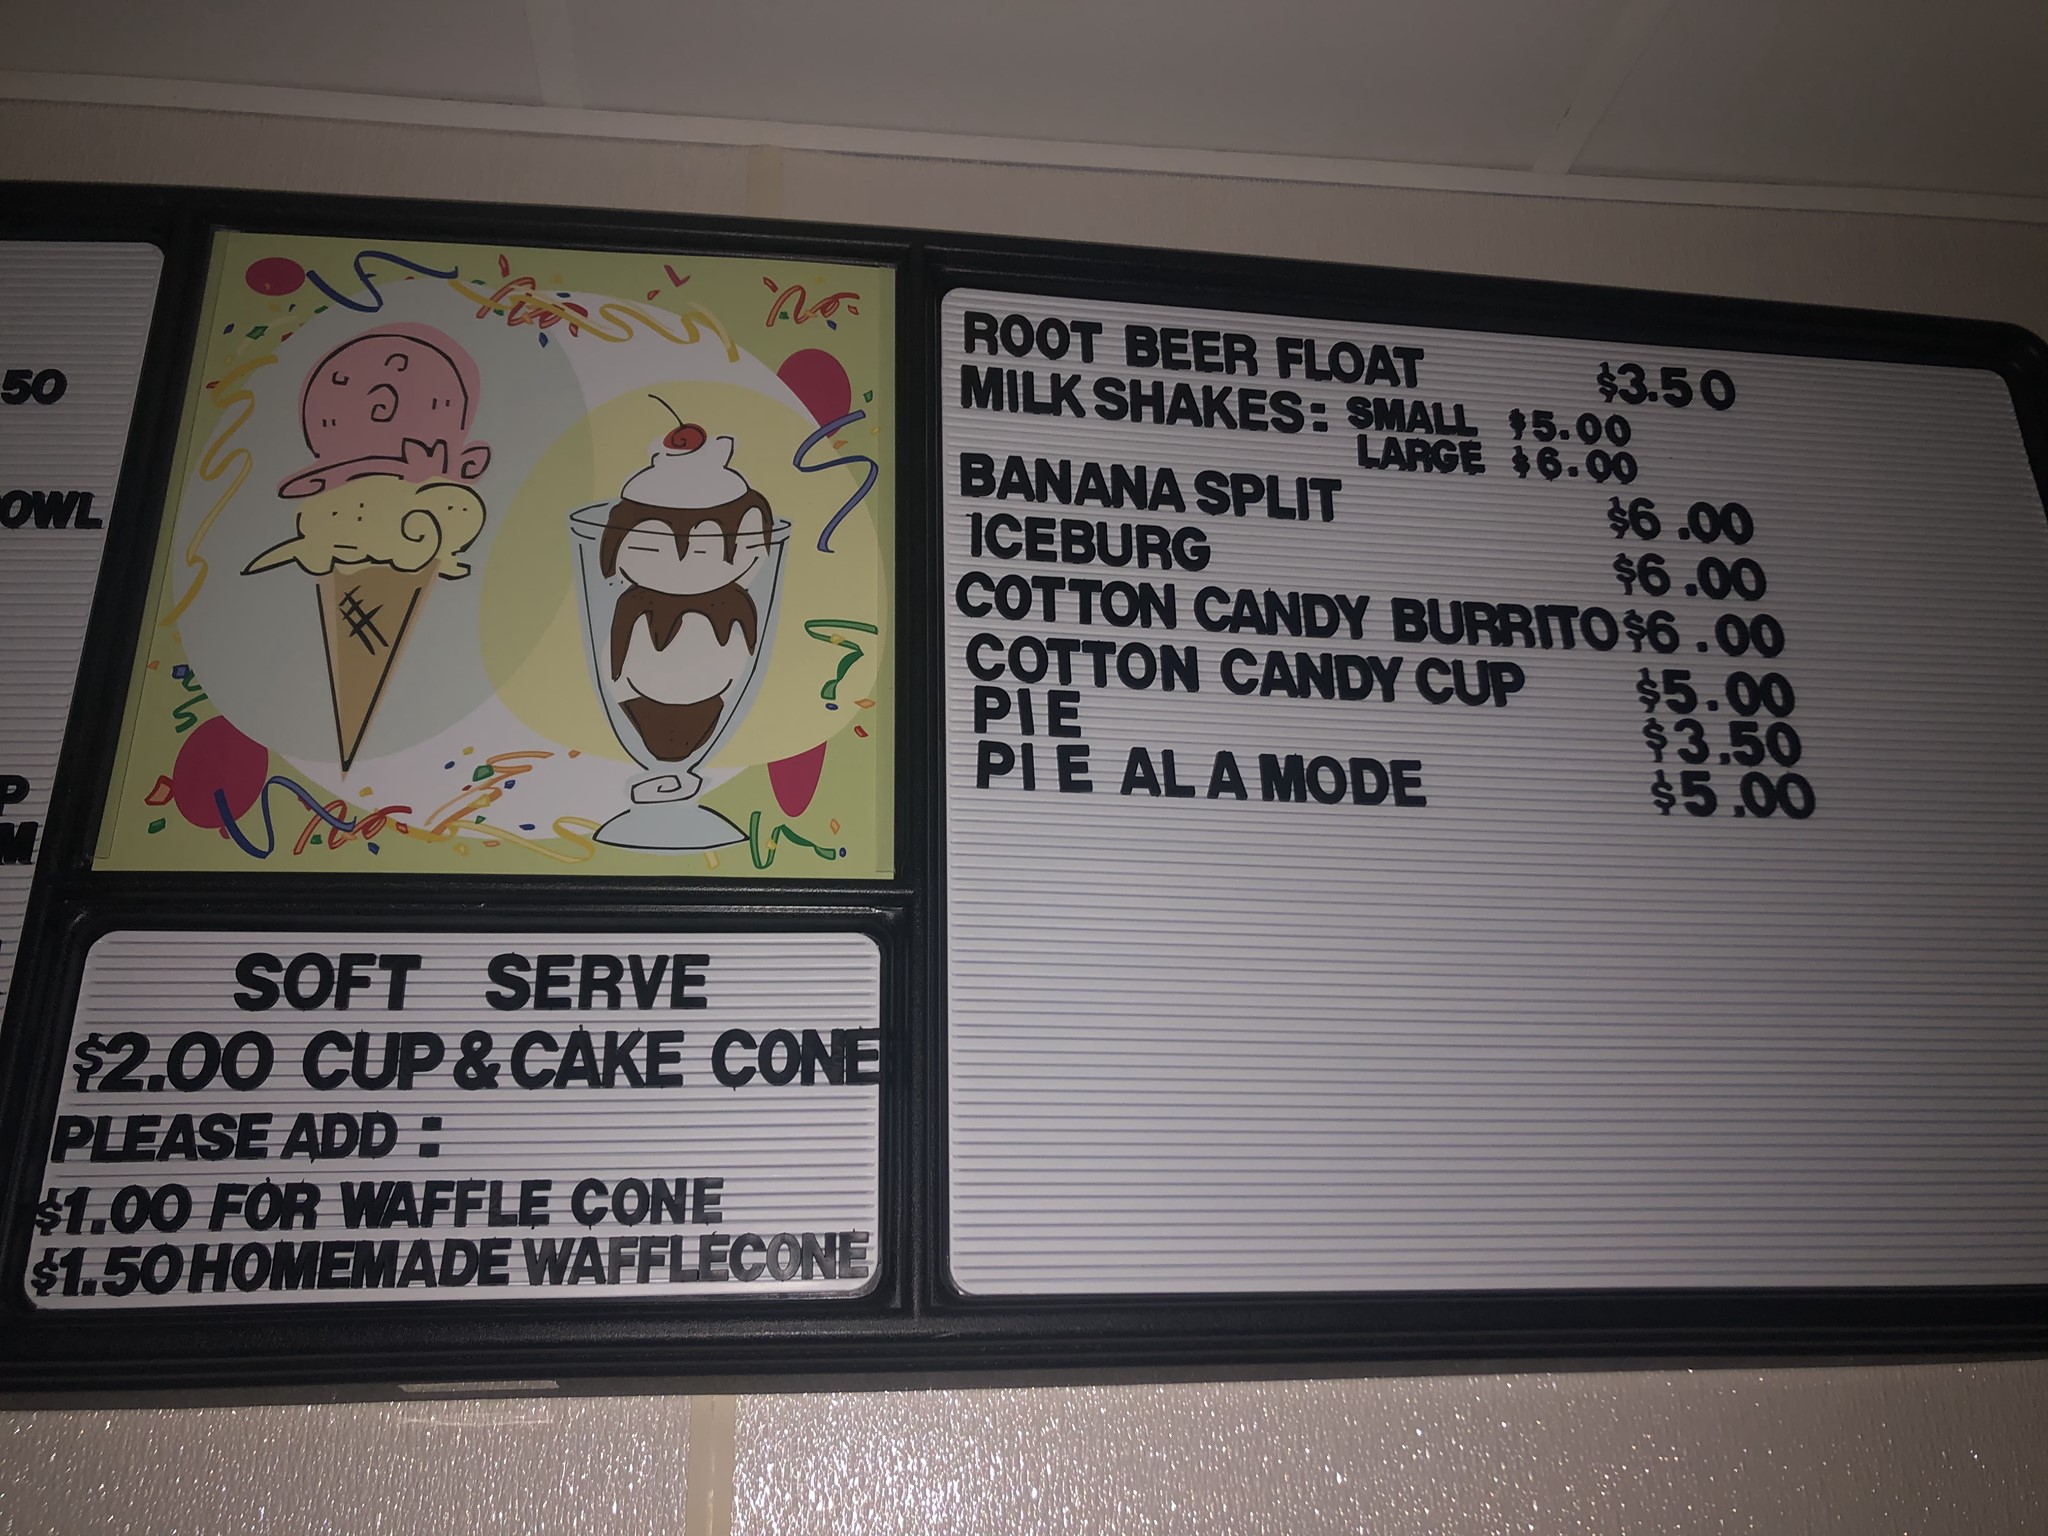 50
OWL
P
M
SOFT SERVE
$2.00 CUP & CAKE CONE
PLEASE ADD :
$1.00 FOR WAFFLE CONE
$1.50 HOMEMADE WAFFLECONE
ROOT BEER FLOAT $3.50
MILK SHAKES: SMALL $5.00
LARGE $6.00
BANANA SPLIT $6.00
ICEBURG $6.00
COTTON CANDY BURRITO $6.00
COTTON CANDY CUP $5.00
PIE $3.50
PIE AL A MODE $5.00